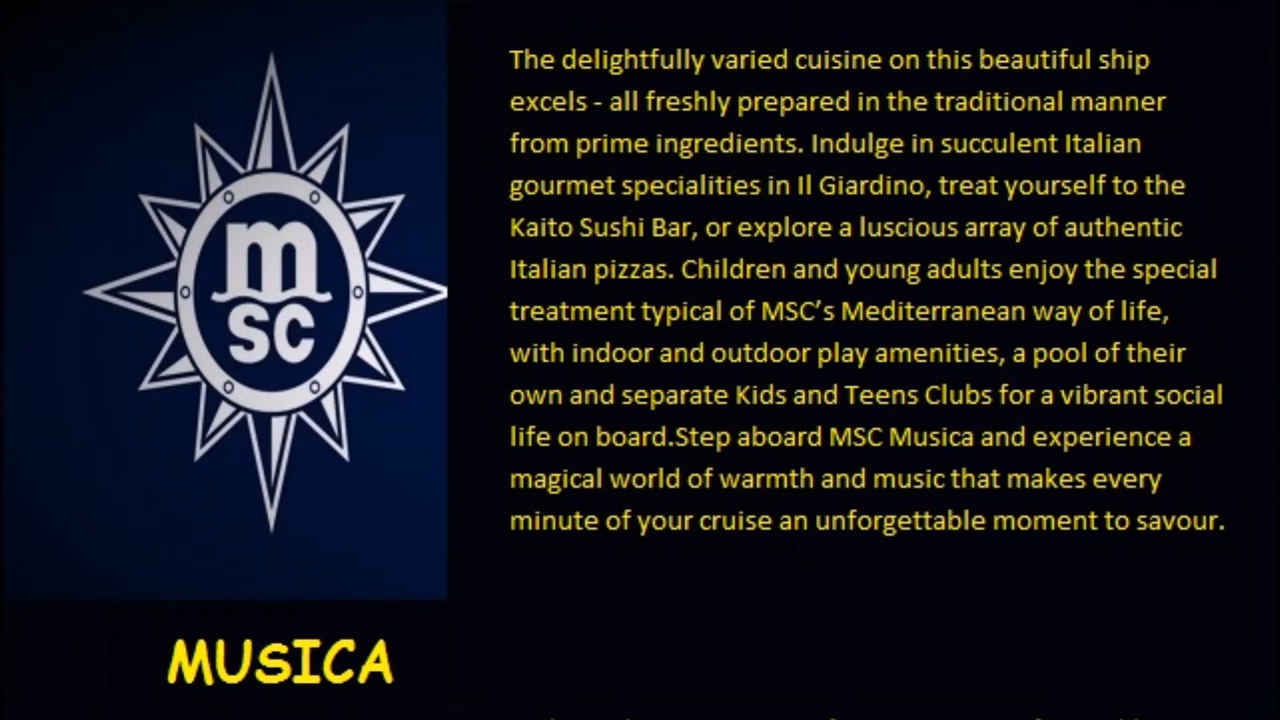 m
sc
MUSICA
The delightfully varied cuisine on this beautiful ship
excels - all freshly prepared in the traditional manner
from prime ingredients. Indulge in succulent Italian
gourmet specialities in Il Giardino, treat yourself to the
Kaito Sushi Bar, or explore a luscious array of authentic
Italian pizzas. Children and young adults enjoy the special
treatment typical of MSC’s Mediterranean way of life,
with indoor and outdoor play amenities, a pool of their
own and separate Kids and Teens Clubs for a vibrant social
life on board.Step aboard MSC Musica and experience a
magical world of warmth and music that makes every
minute of your cruise an unforgettable moment to savour.